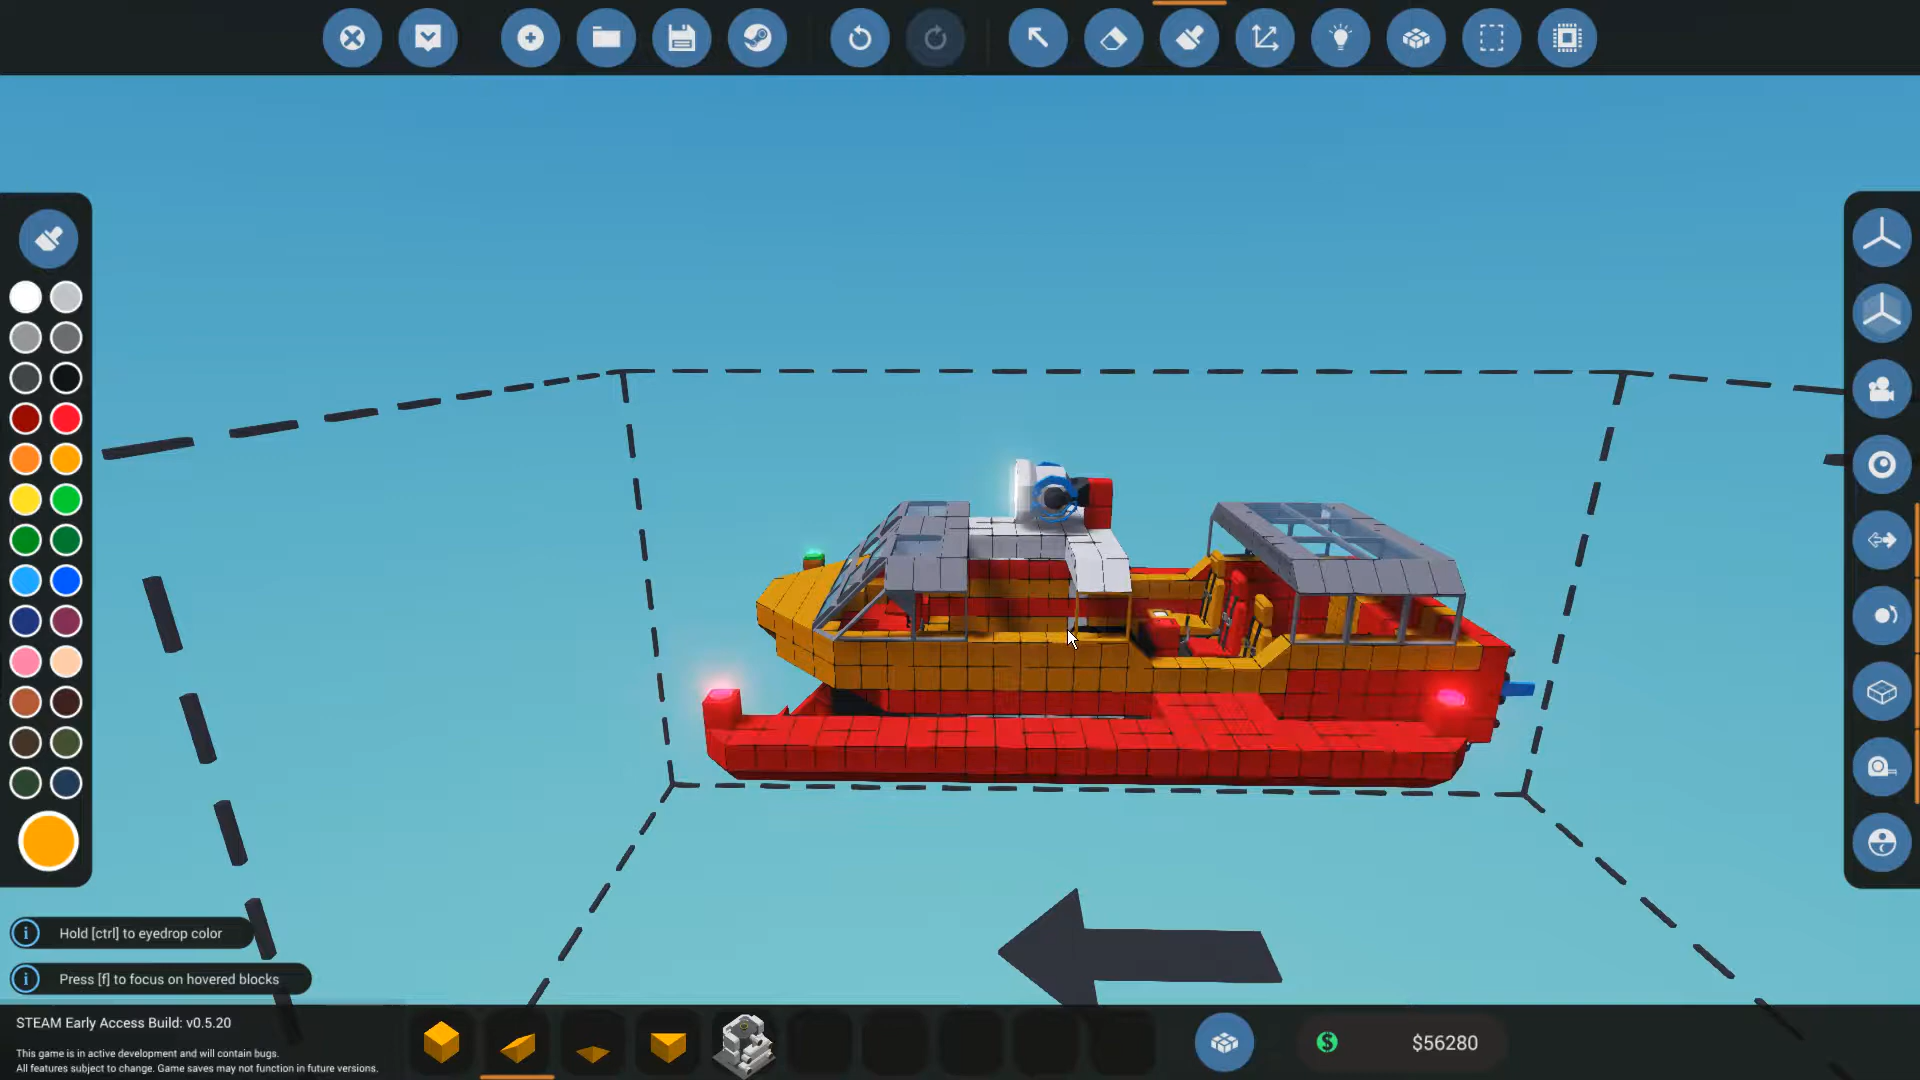 Hold [ctrl] to eyedrop color
Press [f] to focus on hovered blocks
STEAM Early Access Build: v0.5.20
This game is in active development and will contain bugs.
All features subject to change. Game saves may not function in future versions.
$56280